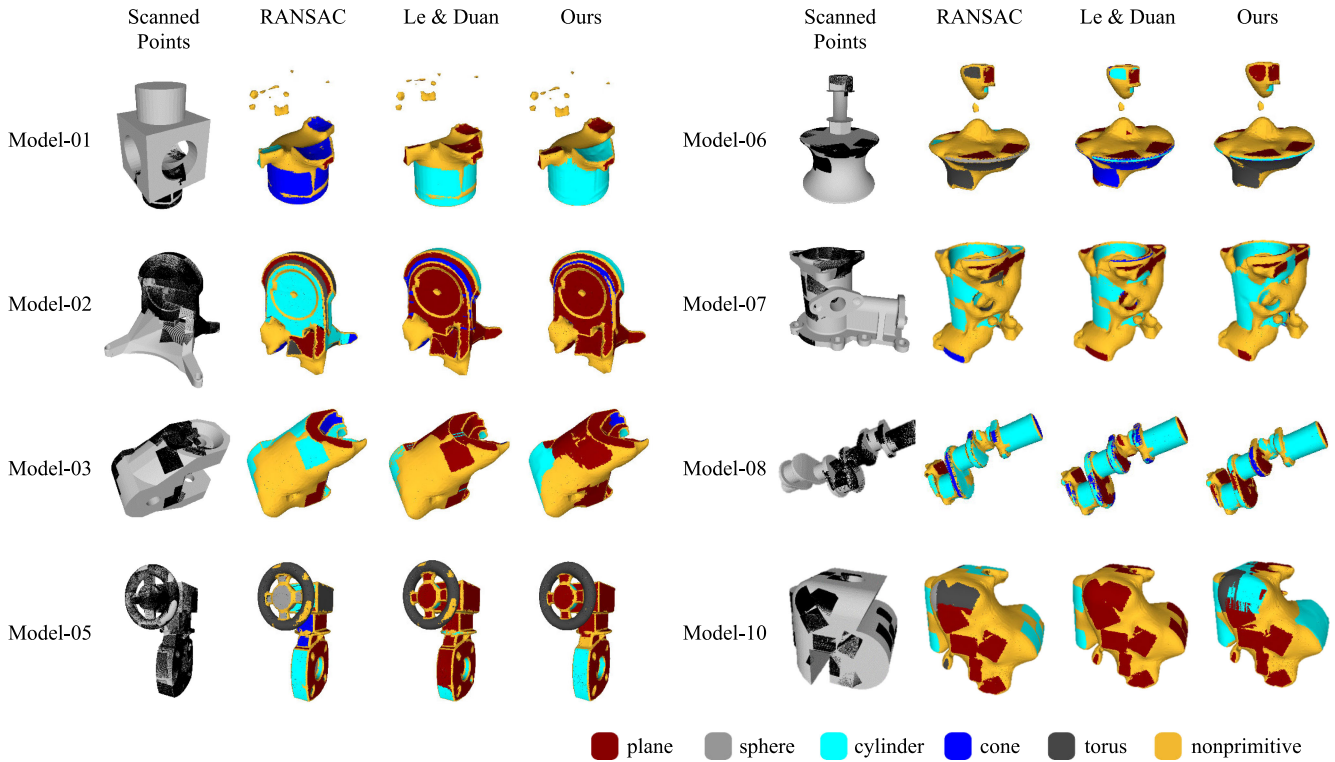 Scanned Points RANSAC Le & Duan Ours Scanned Points RANSAC Le & Duan Ours
Model-01 Model-06
Model-02 Model-07
Model-03 Model-08
Model-05 Model-10
plane sphere cylinder cone torus nonprimitive